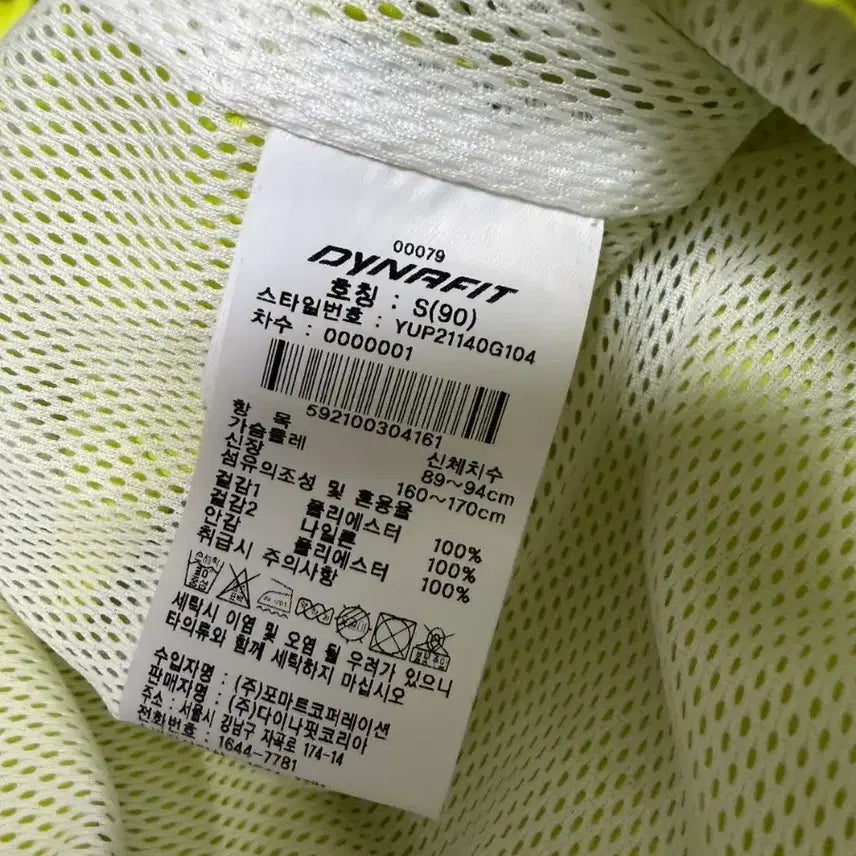 00079
DYNAFIT
호칭 : S(90)
스타일번호 : YUP21140G104
차수 : 0000001
592100304161
항 목 신체치수
가슴둘레 89~94cm
신장 160~170cm
섬유의조성 및 혼용율
겉감1 폴리에스터 100%
겉감2 나일론 100%
안감 폴리에스터 100%
취급시 주의사항
세탁시 이염 및 오염 될 우려가 있으니
타의류와 함께 세탁하지 마십시오
수입자명 : (주)포마트코퍼레이션
판매자명 : (주)다이나핏코리아
주소 : 서울시 강남구 자곡로 174-14
전화번호 : 1644-7781